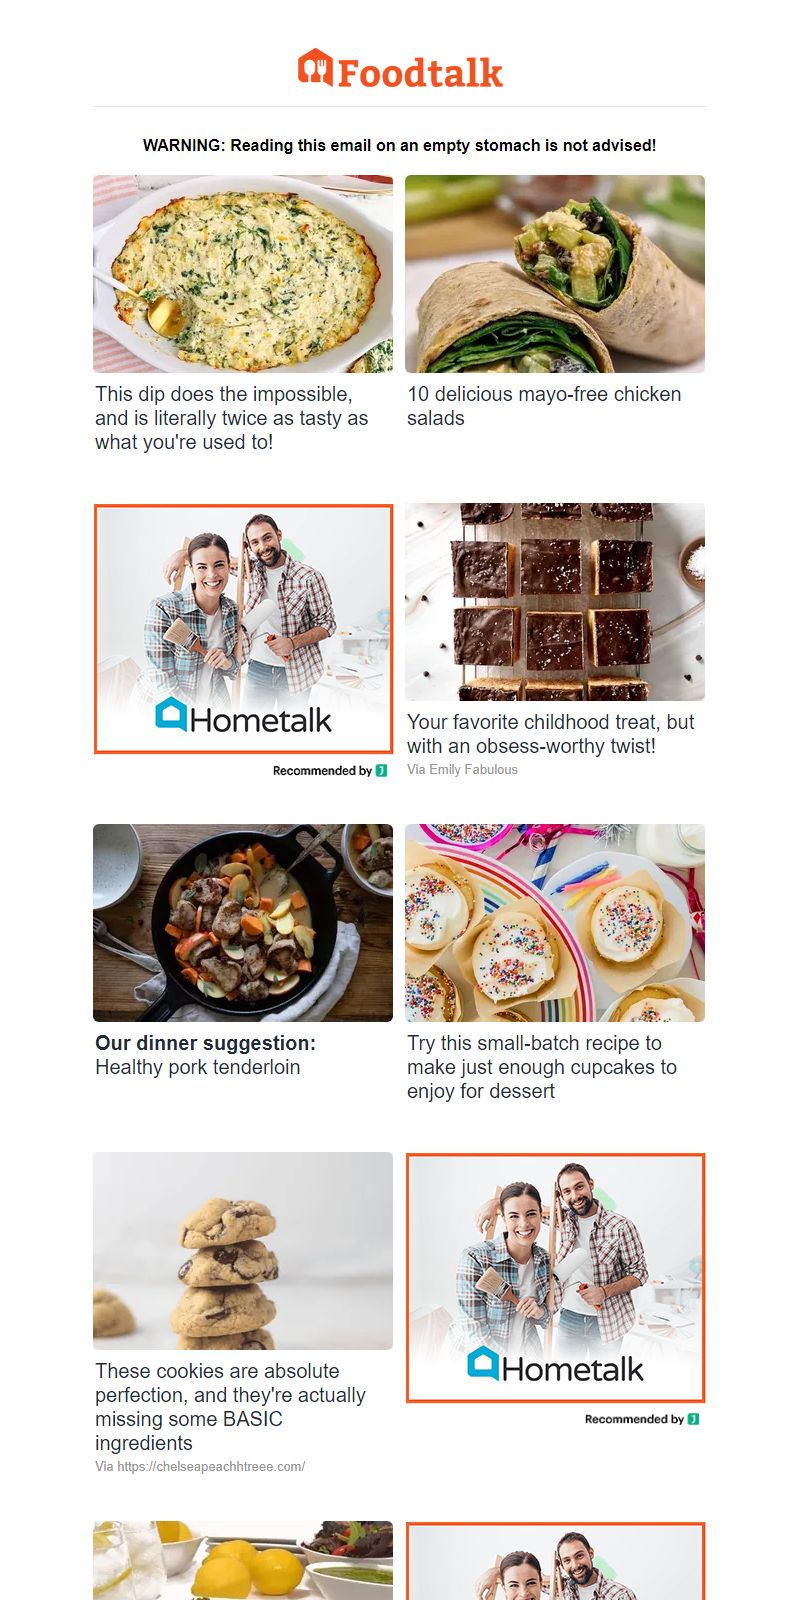 Foodtalk
WARNING: Reading this email on an empty stomach is not advised!
This dip does the impossible,
and is literally twice as tasty as
what you're used to!
10 delicious mayo-free chicken
salads
Hometalk
Recommended by
Your favorite childhood treat, but
with an obsess-worthy twist!
Via Emily Fabulous
Our dinner suggestion:
Healthy pork tenderloin
Try this small-batch recipe to
make just enough cupcakes to
enjoy for dessert
These cookies are absolute
perfection, and they're actually
missing some BASIC
ingredients
Via https://chelseapeachhtreee.com/
Hometalk
Recommended by